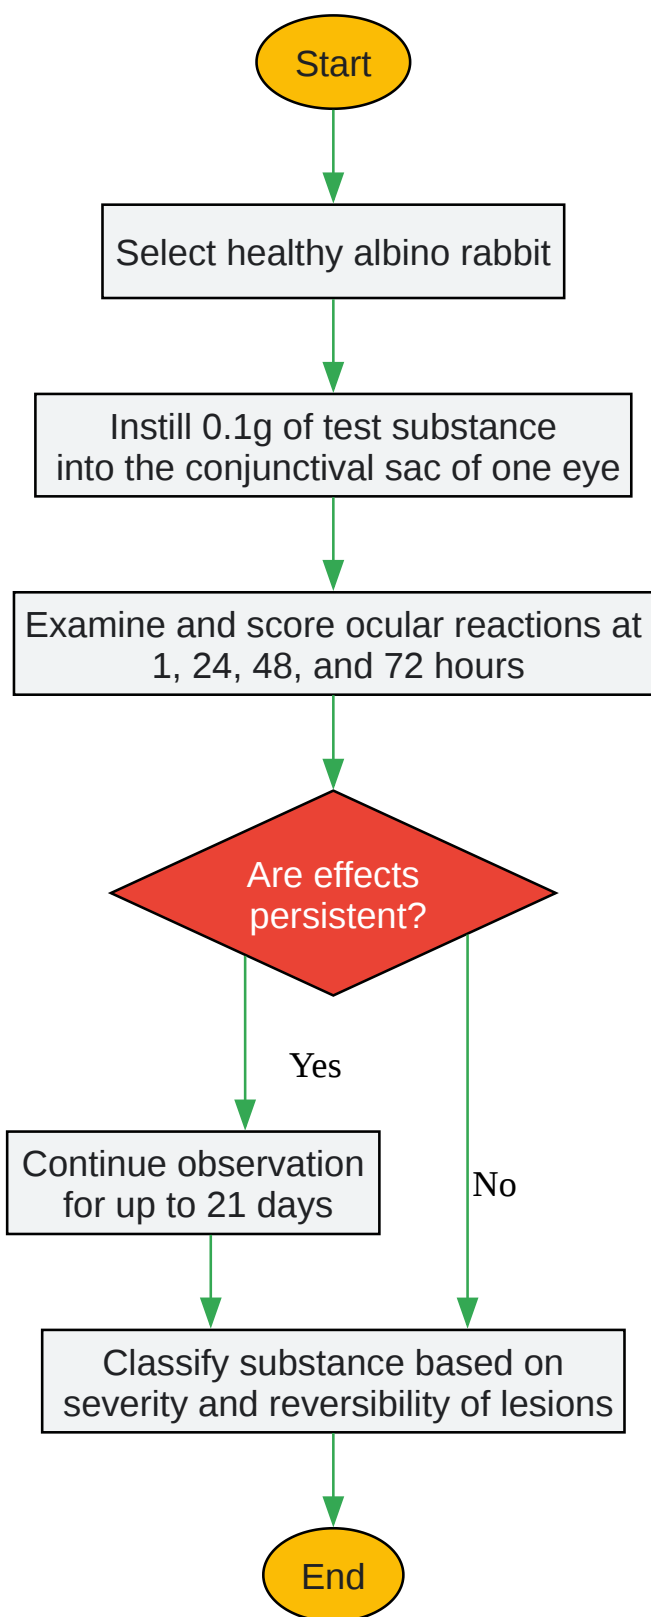 Start
Select healthy albino rabbit
Instill 0.1g of test substance
into the conjunctival sac of one eye
Examine and score ocular reactions at
1, 24, 48, and 72 hours
Are effects
persistent?
Yes
Continue observation
for up to 21 days
No
Classify substance based on
severity and reversibility of lesions
End